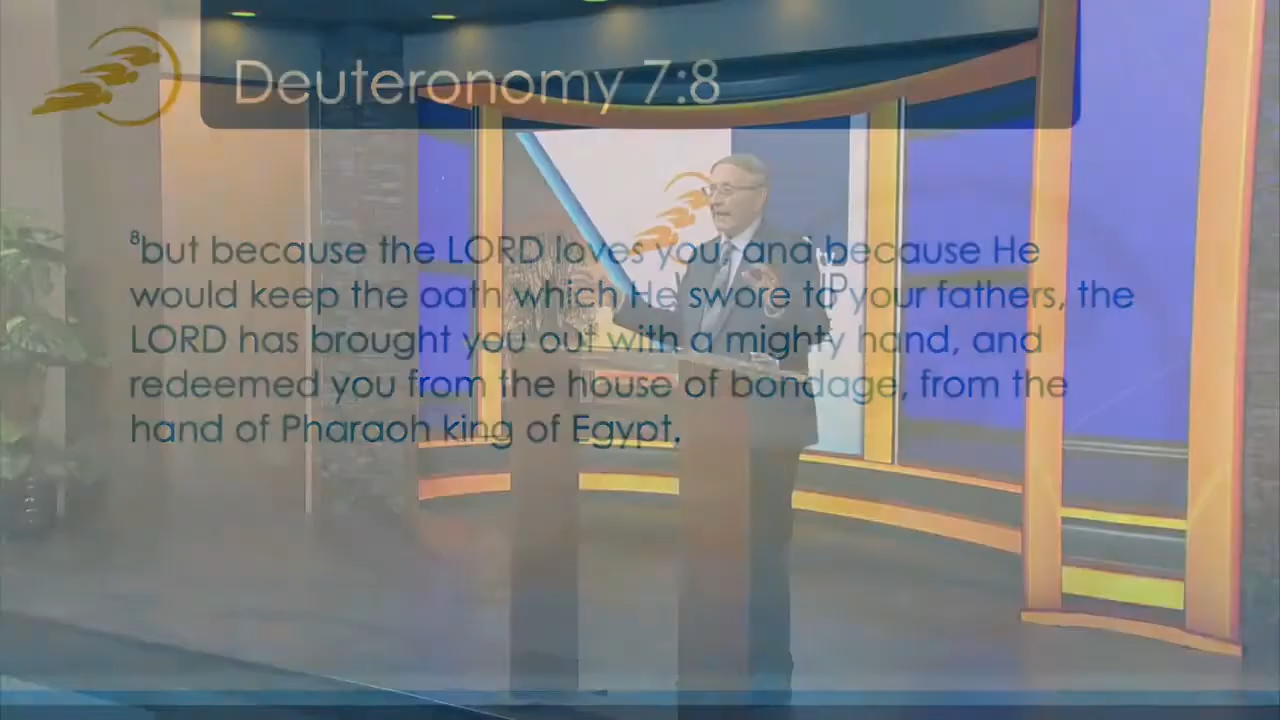 Deuteronomy 7:8
8but because the LORD loves you, and because He
would keep the oath which He swore to your fathers, the
LORD has brought you out with a mighty hand, and
redeemed you from the house of bondage, from the
hand of Pharaoh king of Egypt.